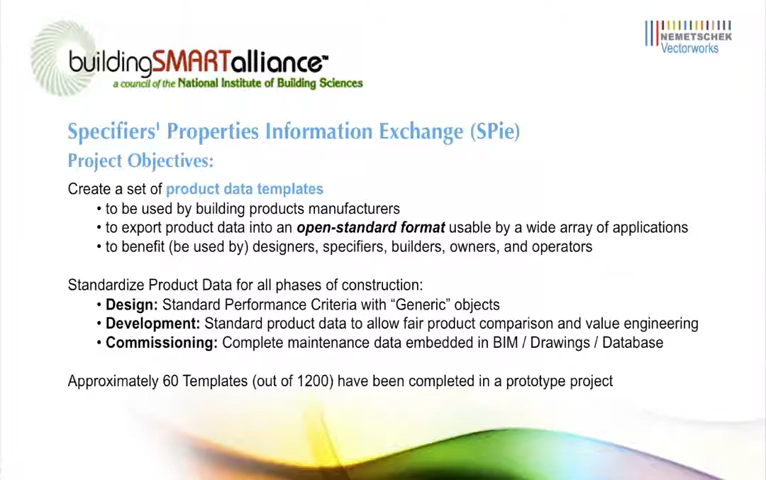 buildingSMARTalliance™
a council of the National Institute of Building Sciences
NEMETSCHEK
Vectorworks
Specifiers' Properties Information Exchange (SPie)
Project Objectives:
Create a set of product data templates
• to be used by building products manufacturers
• to export product data into an open-standard format usable by a wide array of applications
• to benefit (be used by) designers, specifiers, builders, owners, and operators
Standardize Product Data for all phases of construction:
• Design: Standard Performance Criteria with “Generic” objects
• Development: Standard product data to allow fair product comparison and value engineering
• Commissioning: Complete maintenance data embedded in BIM / Drawings / Database
Approximately 60 Templates (out of 1200) have been completed in a prototype project